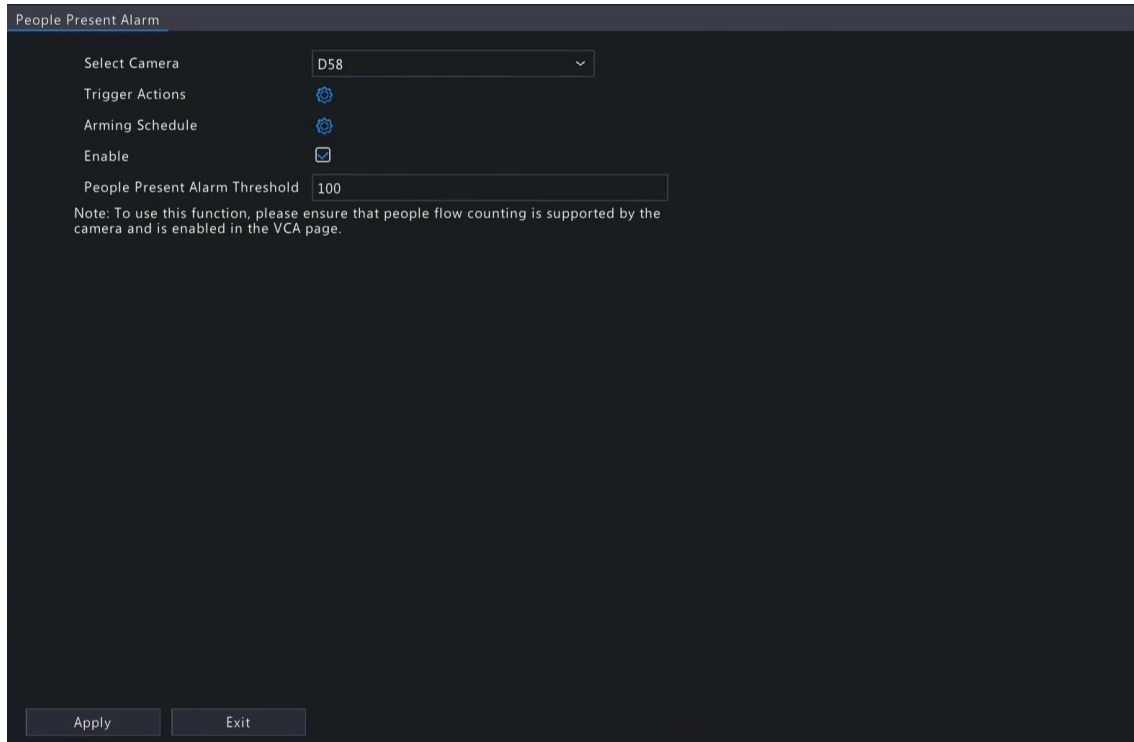 People Present Alarm
Select Camera D58
Trigger Actions
Arming Schedule
Enable
People Present Alarm Threshold 100
Note: To use this function, please ensure that people flow counting is supported by the
camera and is enabled in the VCA page.
Apply Exit